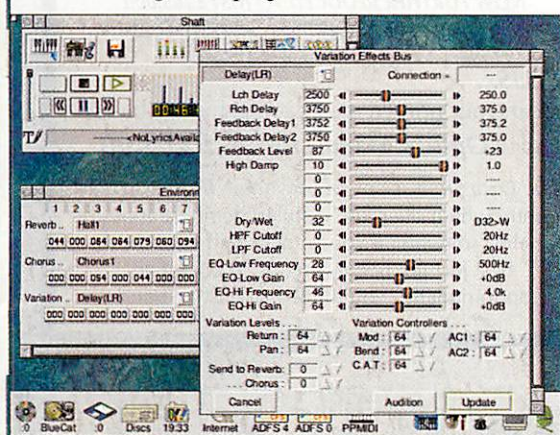 Shaft
T/ --------<NoLyricsAvaila
Environ
1 2 3 4 5 6 7
Reverb .. Hall1
044 000 064 064 079 060 094
Chorus .. Chorus1
000 000 054 000 044 000 000
Variation .. Delay(LR)
000 000 000 000 000 000 000
Variation Effects Bus
Delay(LR) Connection = ---
Lch Delay 2500 250.0
Rch Delay 3750 375.0
Feedback Delay1 3752 375.2
Feedback Delay2 3750 375.0
Feedback Level 87 +23
High Damp 10 1.0
0 ----
0 ----
0 ----
Dry/Wet 32 D32>W
HPF Cutoff 0 20Hz
LPF Cutoff 0 20Hz
EQ-Low Frequency 28 500Hz
EQ-Low Gain 64 +0dB
EQ-Hi Frequency 46 4.0k
EQ-Hi Gain 64 +0dB
Variation Levels . . .
Return : 64
Pan : 64
Send to Reverb: 0
. . . Chorus : 0
Variation Controllers . . .
Mod : 64 AC1 : 64
Bend : 64 AC2 : 64
C.A.T : 64
Cancel Audition Update
:0 BlueCat :0 Discs 19:33 Internet ADFS 4 ADFS 0 PPMIDI